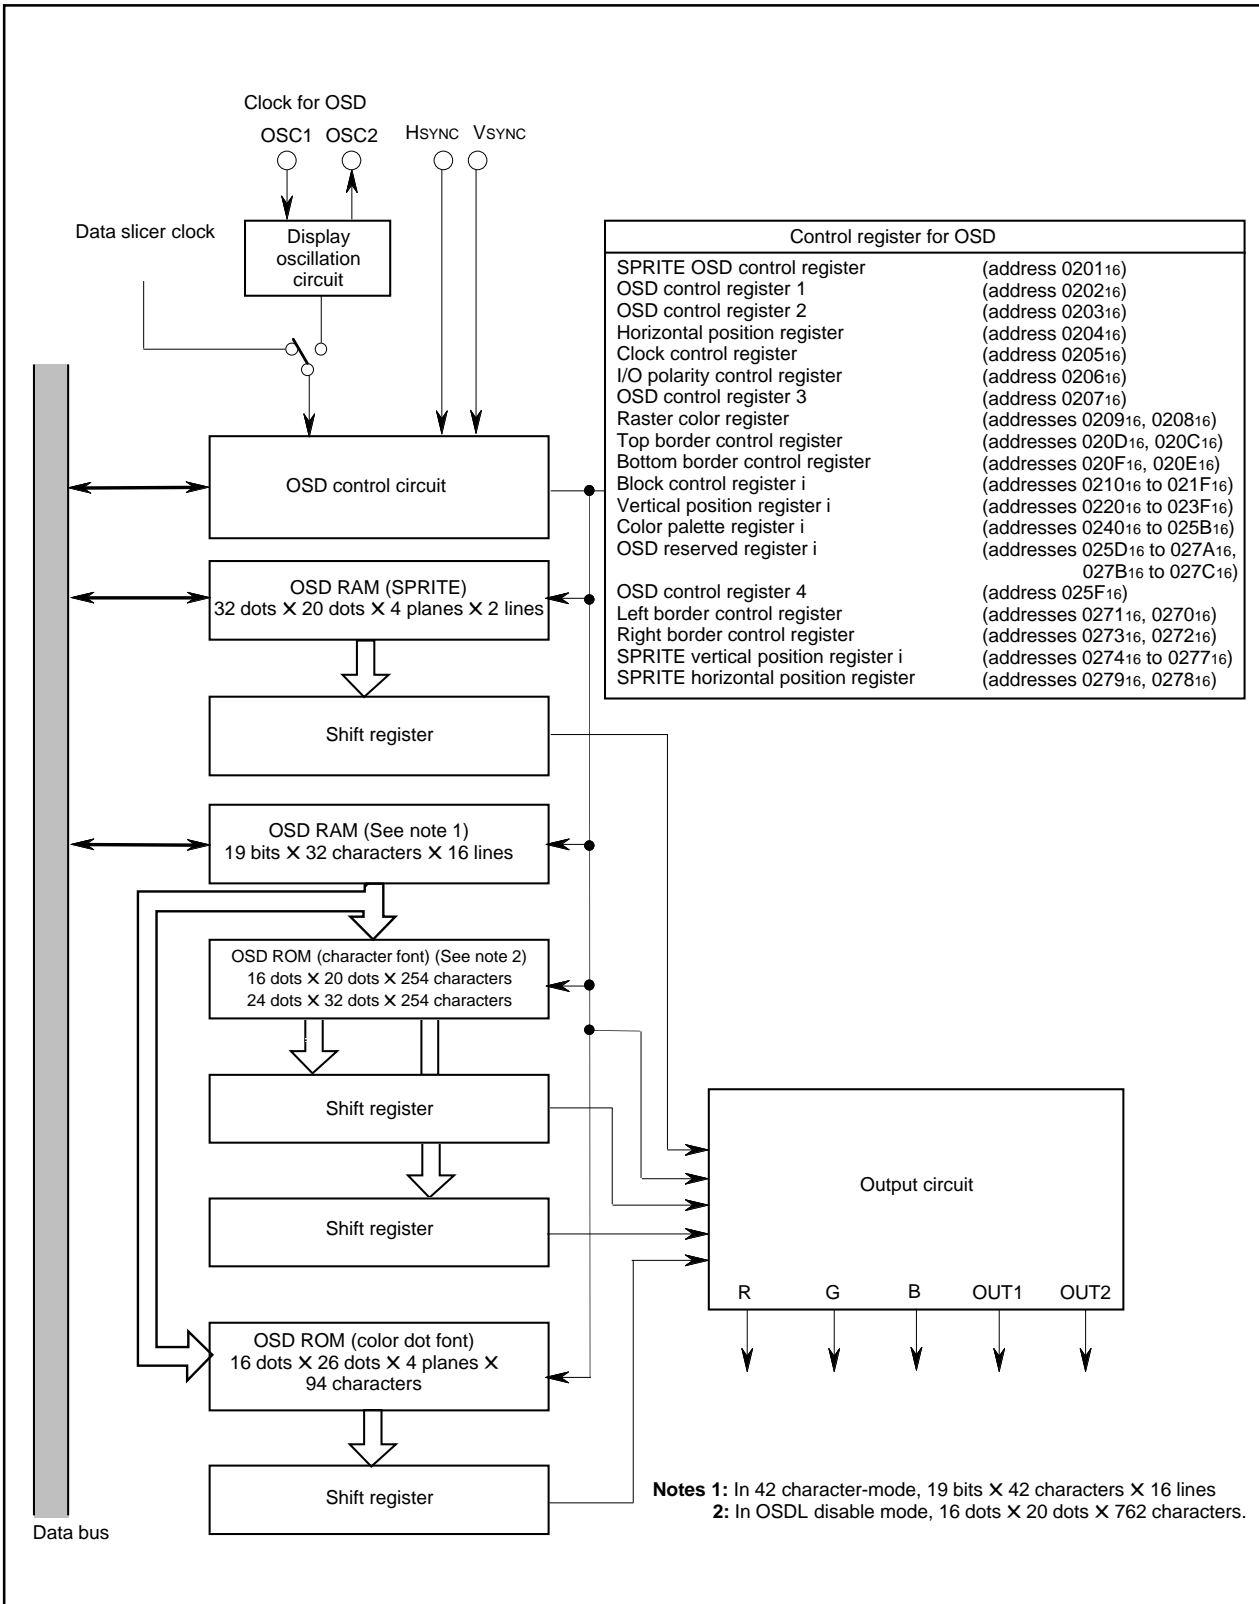 Clock for OSD
OSC1 OSC2 HSYNC VSYNC
Data slicer clock
Display
oscillation
circuit
Control register for OSD
SPRITE OSD control register (address 020116)
OSD control register 1 (address 020216)
OSD control register 2 (address 020316)
Horizontal position register (address 020416)
Clock control register (address 020516)
I/O polarity control register (address 020616)
OSD control register 3 (address 020716)
Raster color register (addresses 020916, 020816)
Top border control register (addresses 020D16, 020C16)
Bottom border control register (addresses 020F16, 020E16)
Block control register i (addresses 021016 to 021F16)
Vertical position register i (addresses 022016 to 023F16)
Color palette register i (addresses 024016 to 025B16)
OSD reserved register i (addresses 025D16 to 027A16,
027B16 to 027C16)
OSD control register 4 (address 025F16)
Left border control register (addresses 027116, 027016)
Right border control register (addresses 027316, 027216)
SPRITE vertical position register i (addresses 027416 to 027716)
SPRITE horizontal position register (addresses 027916, 027816)
OSD control circuit
OSD RAM (SPRITE)
32 dots × 20 dots × 4 planes × 2 lines
Shift register
OSD RAM (See note 1)
19 bits × 32 characters × 16 lines
OSD ROM (character font) (See note 2)
16 dots × 20 dots × 254 characters
24 dots × 32 dots × 254 characters
Shift register
Shift register
Output circuit
R G B OUT1 OUT2
OSD ROM (color dot font)
16 dots × 26 dots × 4 planes ×
94 characters
Shift register
Data bus
Notes 1: In 42 character-mode, 19 bits × 42 characters × 16 lines
2: In OSDL disable mode, 16 dots × 20 dots × 762 characters.